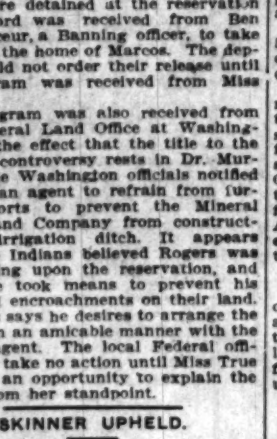 re detained at the reservation
ord was received from Ben
eur, a Banning officer, to take
the home of Marcos. The dep-
ld not order their release until
ram was received from Miss
gram was also received from
eral Land Office at Washing-
the effect that the title to the
controversy rests in Dr. Mur-
e Washington officials notified
an agent to refrain from fur-
orts to prevent the Mineral
and Company from construct-
irrigation ditch. It appears
Indians believed Rogers was
ng upon the reservation, and
took means to prevent his
encroachments on their land.
says he desires to arrange the
n an amicable manner with the
gent. The local Federal offi-
take no action until Miss True
an opportunity to explain the
om her standpoint.
SKINNER UPHELD.